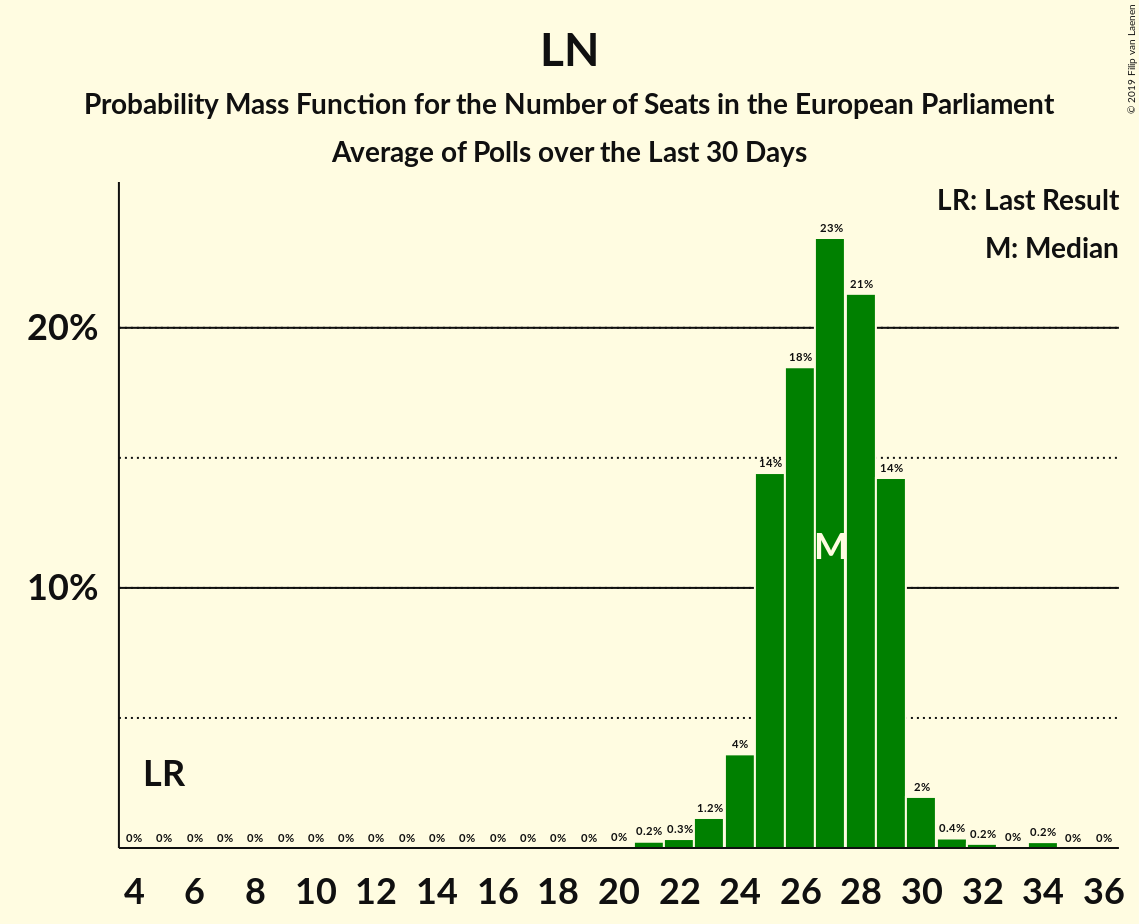 LN
Probability Mass Function for the Number of Seats in the European Parliament
Average of Polls over the Last 30 Days
© 2019 Filip van Laenen
LR: Last Result
M: Median
23%
21%
20%
18%
14%
14%
M
10%
4%
LR
2%
1.2%
0% 0% 0% 0% 0% 0% 0% 0% 0% 0% 0% 0% 0% 0% 0% 0% 0% 0.2% 0.3% 0.4% 0.2% 0% 0.2% 0% 0%
4 6 8 10 12 14 16 18 20 22 24 26 28 30 32 34 36